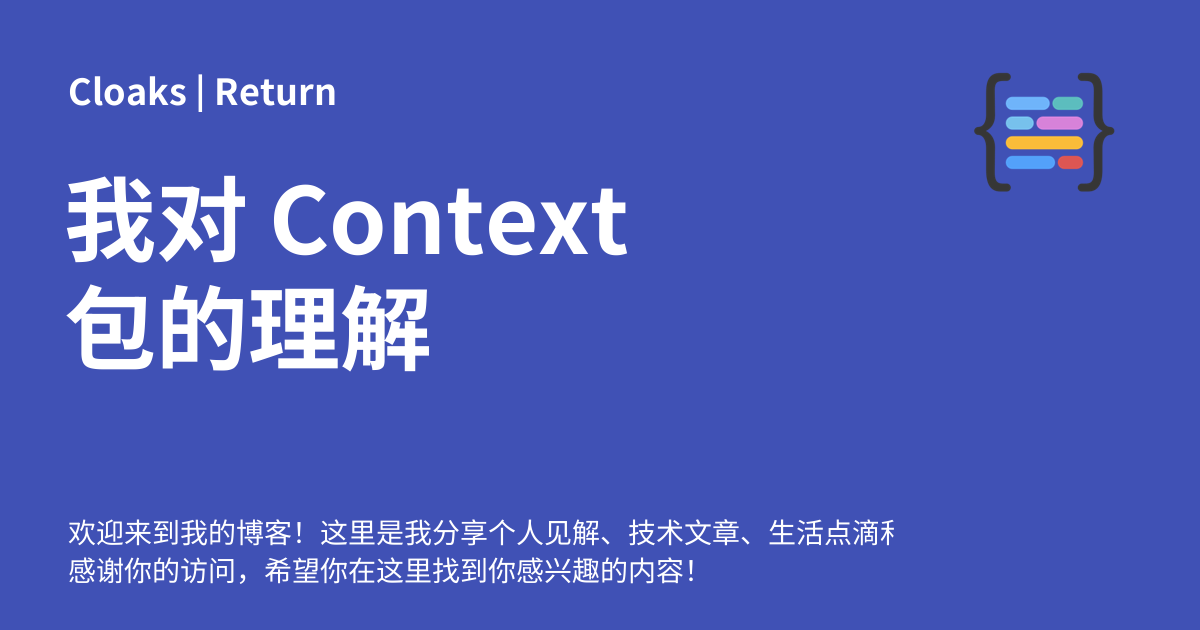 Cloaks | Return
我对 Context
包的理解
欢迎来到我的博客！这里是我分享个人见解、技术文章、生活点滴
感谢你的访问，希望你在这里找到你感兴趣的内容！